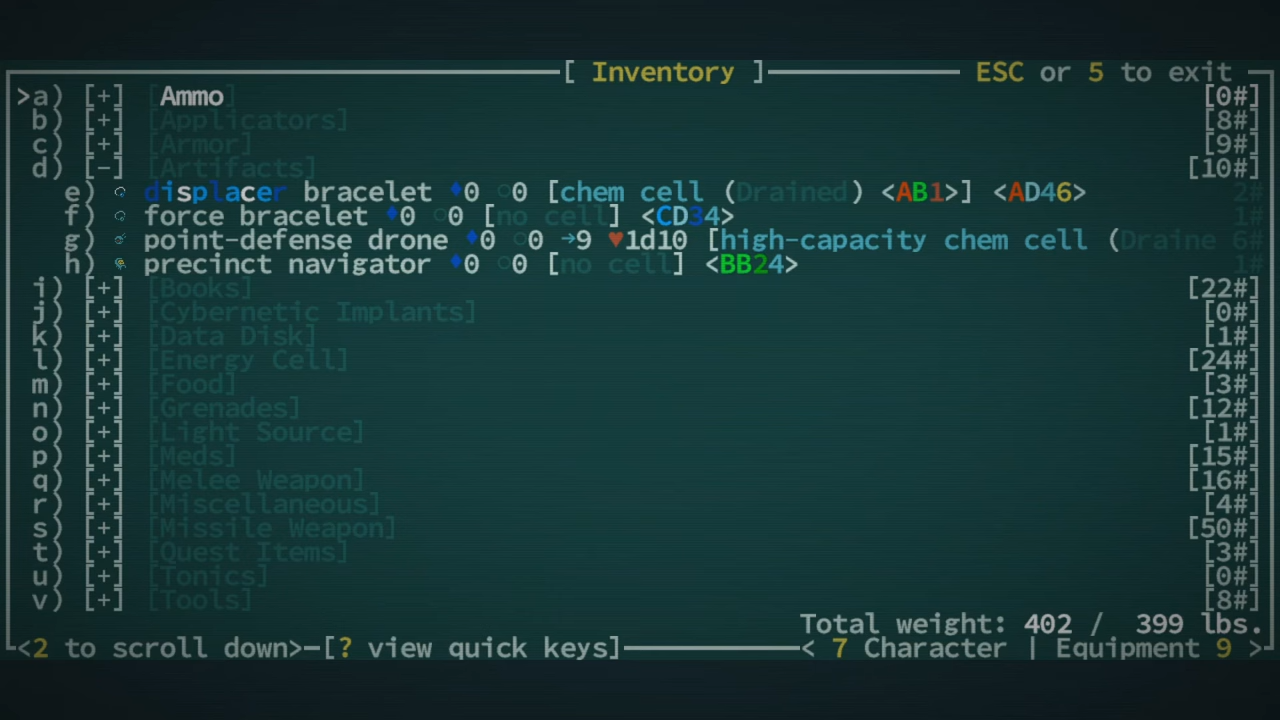 [ Inventory ] ESC or 5 to exit
>a) [+] [Ammo] [0#]
b) [+] [Applicators] [8#]
c) [+] [Armor] [9#]
d) [-] [Artifacts] [10#]
e) displacer bracelet ♦0 ○0 [chem cell (Drained) <AB1>] <AD46> 2#
f) force bracelet ♦0 ○0 [no cell] <CD34> 1#
g) point-defense drone ♦0 ○0 →9 ♥1d10 [high-capacity chem cell (Draine 6#
h) precinct navigator ♦0 ○0 [no cell] <BB24> 1#
i) [+] [Books] [22#]
j) [+] [Cybernetic Implants] [0#]
k) [+] [Data Disk] [1#]
l) [+] [Energy Cell] [24#]
m) [+] [Food] [3#]
n) [+] [Grenades] [12#]
o) [+] [Light Source] [1#]
p) [+] [Meds] [15#]
q) [+] [Melee Weapon] [16#]
r) [+] [Miscellaneous] [4#]
s) [+] [Missile Weapon] [50#]
t) [+] [Quest Items] [3#]
u) [+] [Tonics] [0#]
v) [+] [Tools] [8#]
Total weight: 402 / 399 lbs.
<2 to scroll down> [? view quick keys] < 7 Character | Equipment 9 >